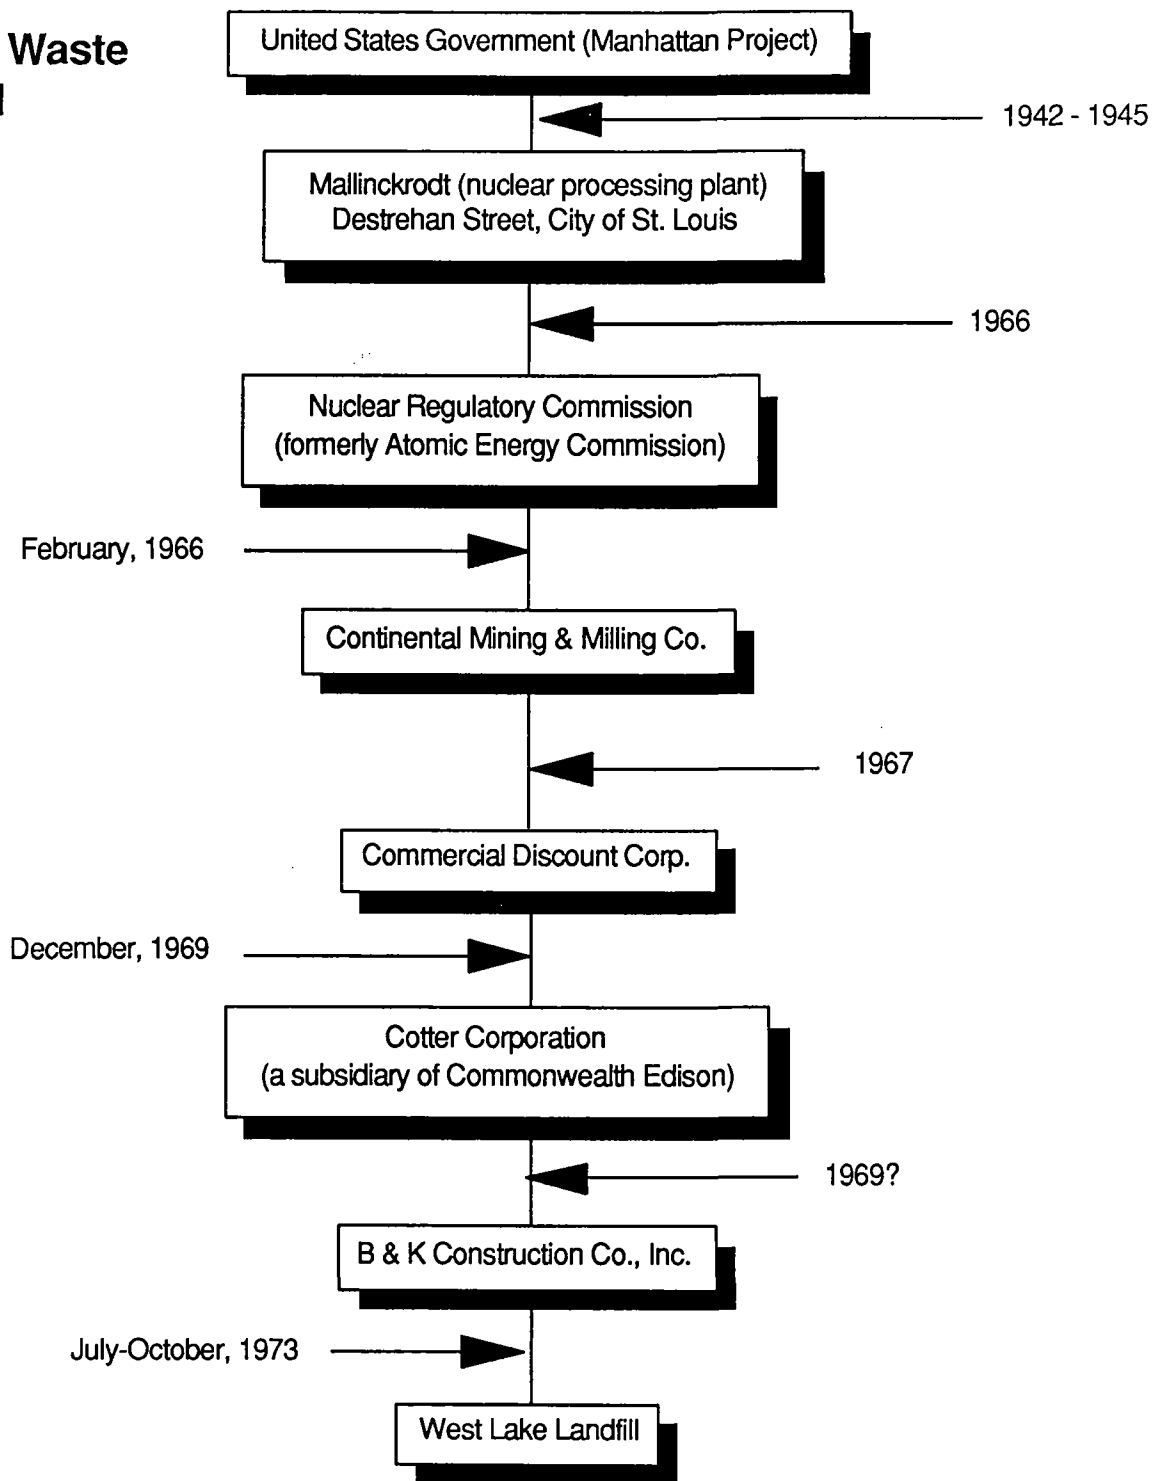 Waste
United States Government (Manhattan Project)
1942 - 1945
Mallinckrodt (nuclear processing plant)
Destrehan Street, City of St. Louis
1966
Nuclear Regulatory Commission
(formerly Atomic Energy Commission)
February, 1966
Continental Mining & Milling Co.
1967
Commercial Discount Corp.
December, 1969
Cotter Corporation
(a subsidiary of Commonwealth Edison)
1969?
B & K Construction Co., Inc.
July-October, 1973
West Lake Landfill